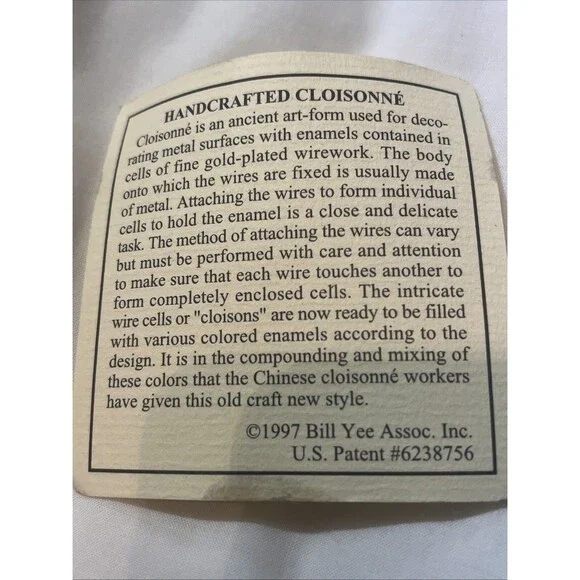 HANDCRAFTED CLOISONNÉ
Cloisonné is an ancient art-form used for deco-
rating metal surfaces with enamels contained in
cells of fine gold-plated wirework. The body
onto which the wires are fixed is usually made
of metal. Attaching the wires to form individual
cells to hold the enamel is a close and delicate
task. The method of attaching the wires can vary
but must be performed with care and attention
to make sure that each wire touches another to
form completely enclosed cells. The intricate
wire cells or "cloisons" are now ready to be filled
with various colored enamels according to the
design. It is in the compounding and mixing of
these colors that the Chinese cloisonné workers
have given this old craft new style.
©1997 Bill Yee Assoc. Inc.
U.S. Patent #6238756